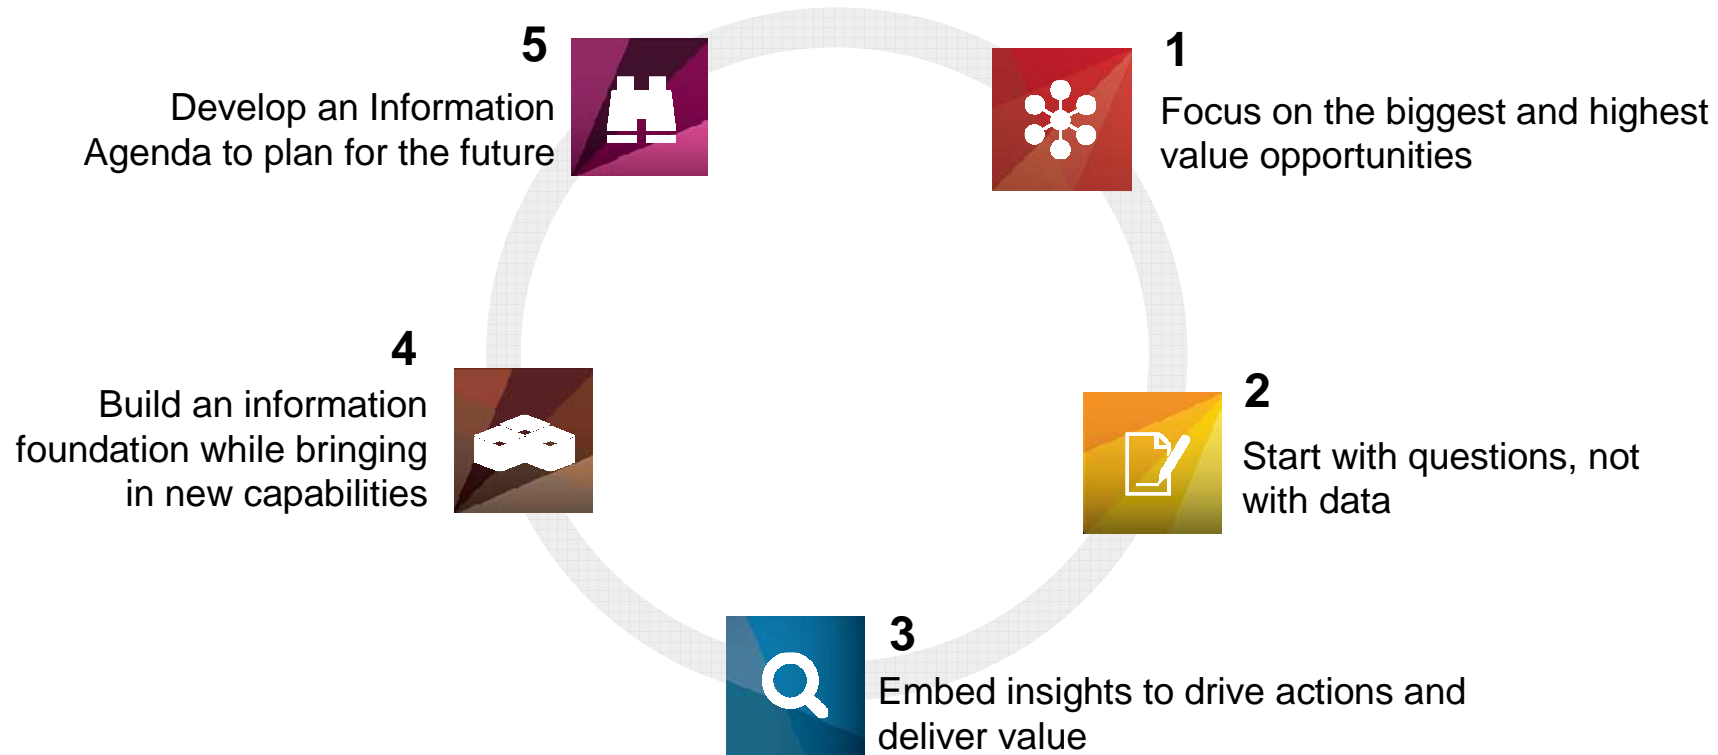 1
Focus on the biggest and highest
value opportunities
2
Start with questions, not
with data
3
Embed insights to drive actions and
deliver value
4
Build an information
foundation while bringing
in new capabilities
5
Develop an Information
Agenda to plan for the future